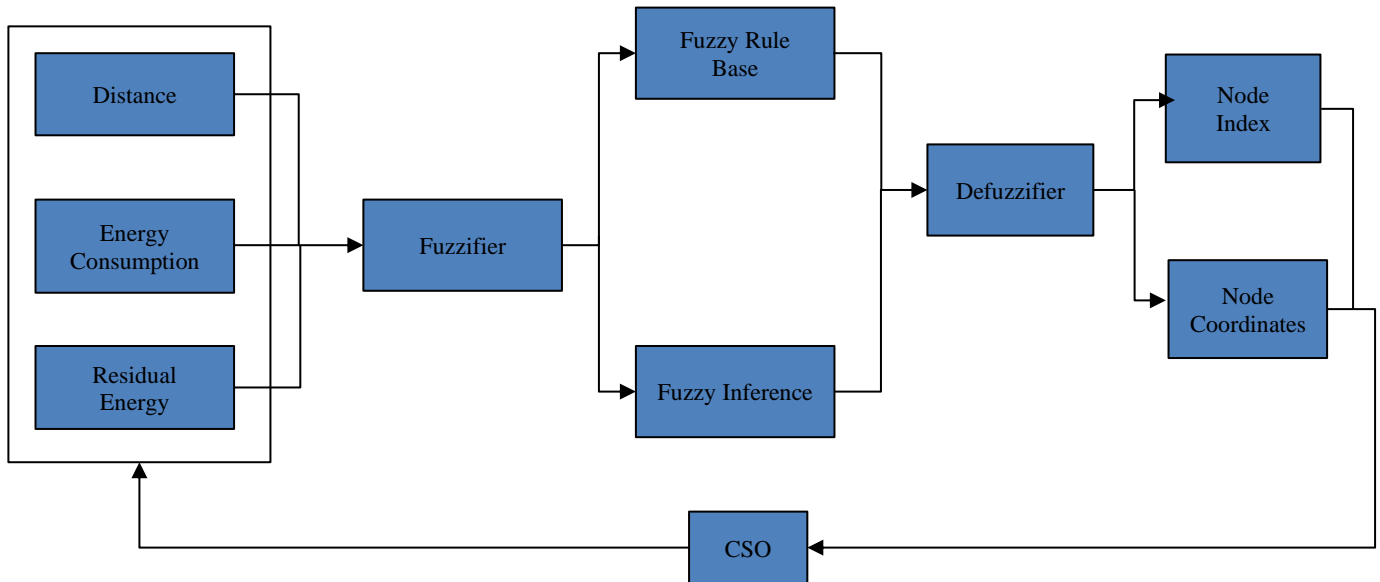 Distance
Energy
Consumption
Residual
Energy
Fuzzifier
Fuzzy Rule
Base
Fuzzy Inference
Defuzzifier
Node
Index
Node
Coordinates
CSO